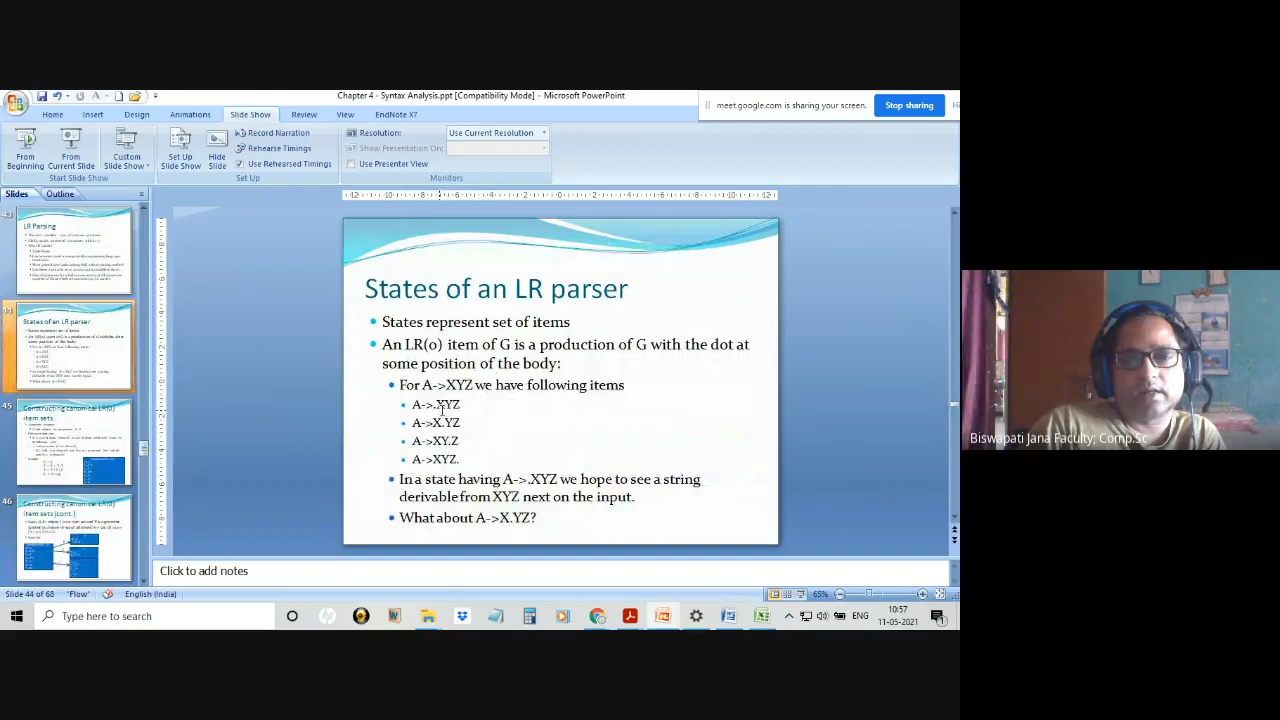 Chapter 4 - Syntax Analysis.ppt [Compatibility Mode] - Microsoft PowerPoint
meet.google.com is sharing your screen.
Stop sharing
Home Insert Design Animations Slide Show Review View EndNote X7
From Beginning
From Current Slide
Custom Slide Show
Start Slide Show
Set Up Slide Show
Hide Slide
Record Narration
Rehearse Timings
Use Rehearsed Timings
Set Up
Resolution: Use Current Resolution
Show Presentation On:
Use Presenter View
Monitors
Slides Outline
43
LR Parsing
44
States of an LR parser
45
Constructing canonical LR(0) item sets
46
Constructing canonical LR(0) item sets (cont.)
States of an LR parser
States represent set of items
An LR(0) item of G is a production of G with the dot at
some position of the body:
For A->XYZ we have following items
A->.XYZ
A->X.YZ
A->XY.Z
A->XYZ.
In a state having A->.XYZ we hope to see a string
derivable from XYZ next on the input.
What about A->X.YZ?
Click to add notes
Slide 44 of 68 "Flow" English (India) 65%
Type here to search
ENG
10:57
11-05-2021
Biswapati Jana Faculty; Comp.Sc